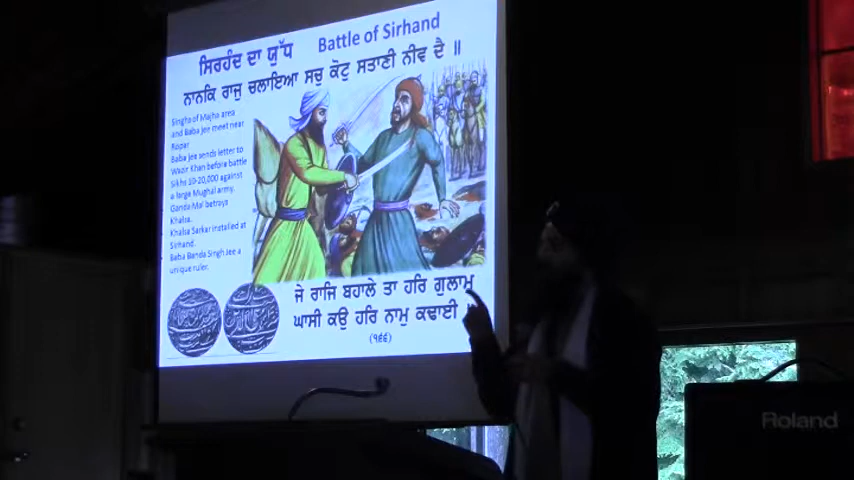 ਸਿਰਹੰਦ ਦਾ ਯੁੱਧ
Battle of Sirhand
ਨਾਨਕਿ ਰਾਜੁ ਚਲਾਇਆ ਸਚੁ ਕੋਟੁ ਸਤਾਣੀ ਨੀਵ ਦੈ ॥
Singhs of Majha area
and Baba Jee meet near
Ropar
Baba Jee sends letter to
Wazir Khan before battle
Sikhs 10-20,000 against
a large Mughal army.
Ganda Mal betrays
Khalsa.
Khalsa Sarkar installed at
Sirhand.
Baba Banda Singh Jee a
unique ruler.
ਜੇ ਰਾਜਿ ਬਹਾਲੇ ਤਾ ਹਰਿ ਗੁਲਾਮੁ
ਘਾਸੀ ਕਉ ਹਰਿ ਨਾਮੁ ਕਢਾਈ ॥
(੧੬੬)
Roland